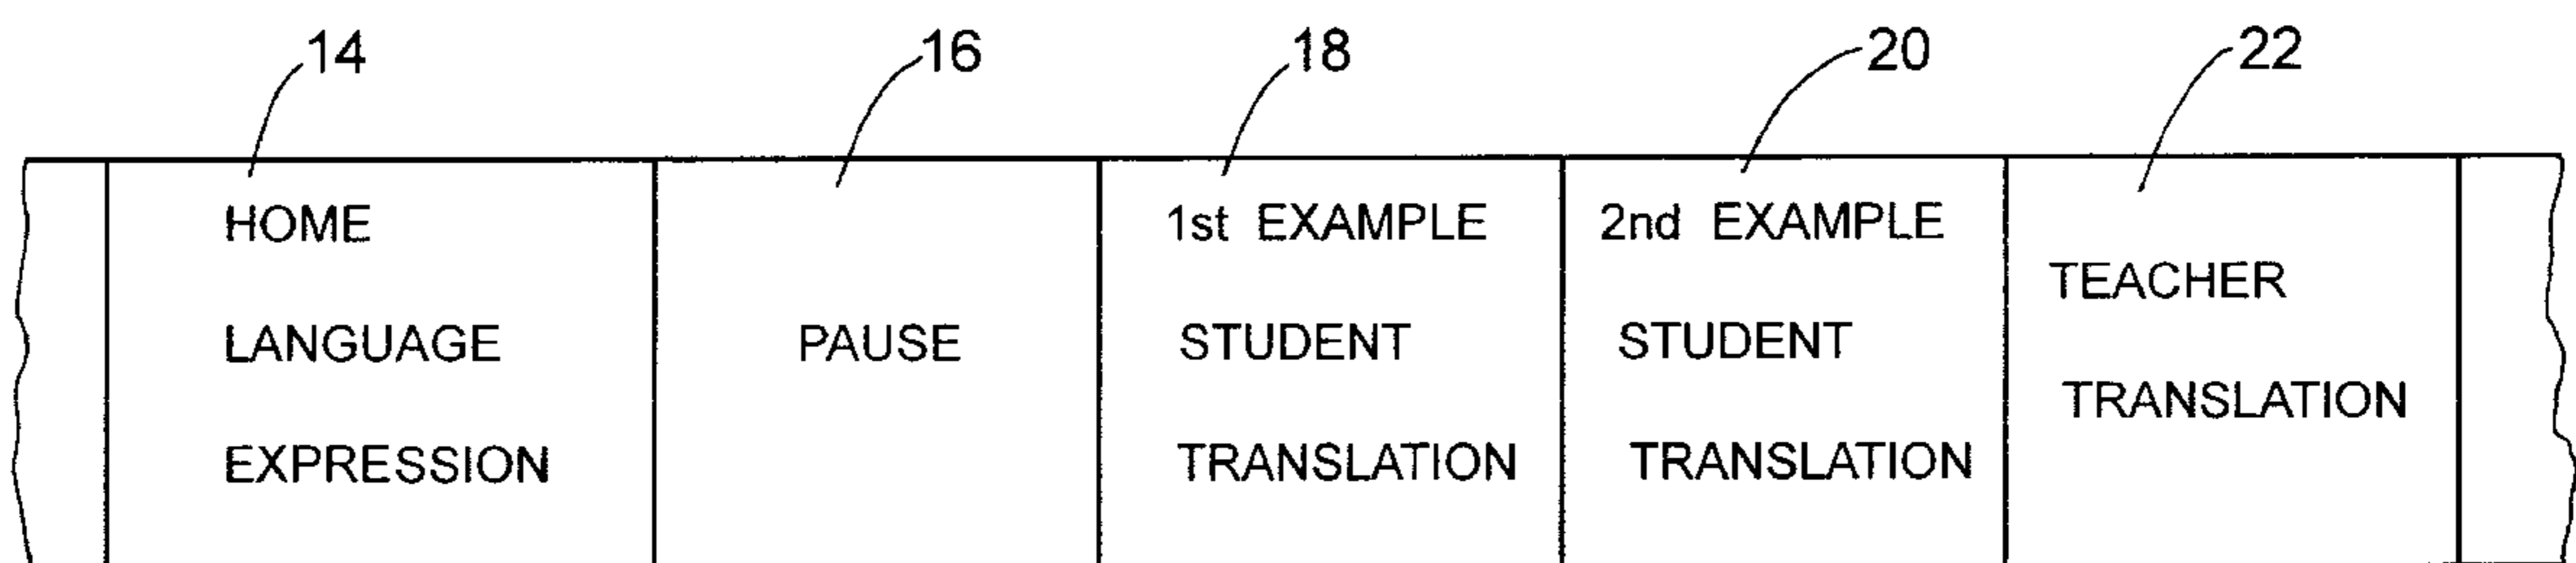 14
16
18
20
22
HOME
LANGUAGE
EXPRESSION
PAUSE
1st EXAMPLE
STUDENT
TRANSLATION
2nd EXAMPLE
STUDENT
TRANSLATION
TEACHER
TRANSLATION